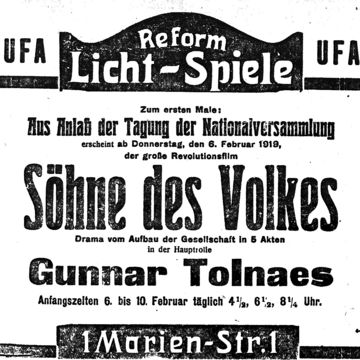 UFA Reform UFA
Licht-Spiele
Zum ersten Male:
Aus Anlaß der Tagung der Nationalversammlung
erscheint ab Donnerstag, den 6. Februar 1919,
der große Revolutionsfilm
Söhne des Volkes
Drama vom Aufbau der Gesellschaft in 5 Akten
in der Hauptrolle
Gunnar Tolnaes
Anfangszeiten 6. bis 10. Februar täglich 4½, 6½, 8¼ Uhr.
1 Marien-Str. 1